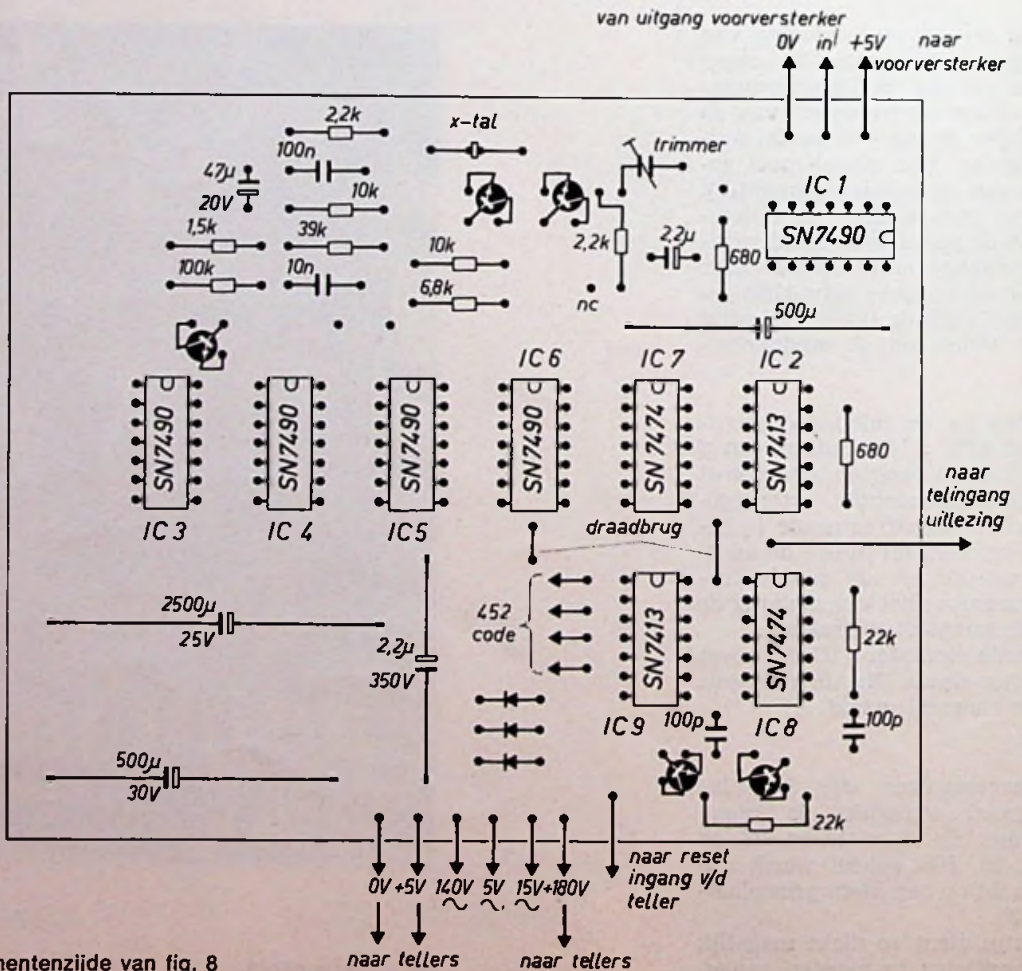 van uitgang voorversterker
0V in +5V naar
voorversterker
2,2k
x-tal
trimmer
100n
47µ
20V
10k
IC 1
SN7490
1,5k
39k
10k
2,2k
2,2µ
680
100k
10n
6,8k
nc
500µ
IC 6
IC 7
IC 2
SN7490
SN7490
SN7490
SN7490
SN7474
SN7413
680
IC 3
IC 4
IC 5
draadbrug
naar
telingang
uitlezing
2500µ
25V
2,2µ
350V
452
code
SN7413
SN7474
22k
IC 9
100p
IC 8
100p
500µ
30V
22k
0V +5V 140V 5V 15V +180V
naar reset
ingang v/d
teller
naar tellers
naar tellers
mentenzijde van fig. 8